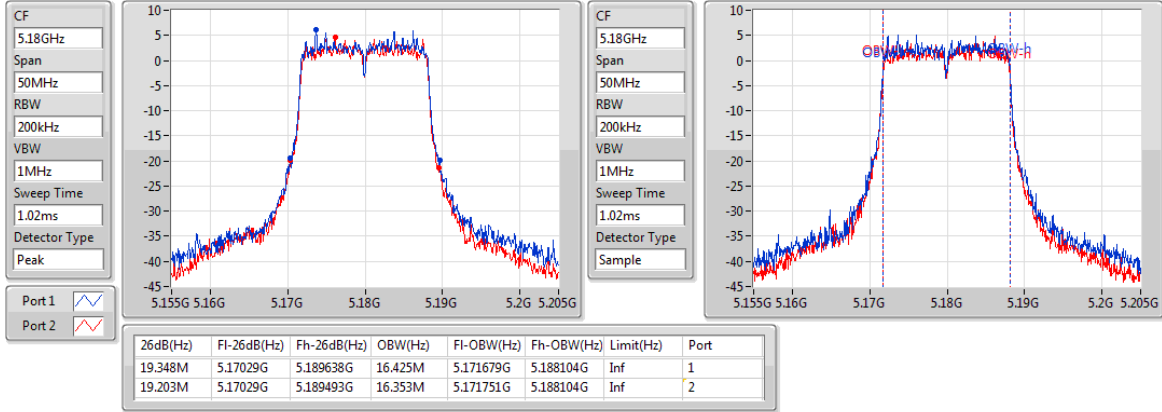 CF
5.18GHz
Span
50MHz
RBW
200kHz
VBW
1MHz
Sweep Time
1.02ms
Detector Type
Peak
Port 1
Port 2
10
5
0
-5
-10
-15
-20
-25
-30
-35
-40
-45
5.155G 5.16G 5.17G 5.18G 5.19G 5.2G 5.205G
CF
5.18GHz
Span
50MHz
RBW
200kHz
VBW
1MHz
Sweep Time
1.02ms
Detector Type
Sample
10
5
0
-5
-10
-15
-20
-25
-30
-35
-40
-45
5.155G 5.16G 5.17G 5.18G 5.19G 5.2G 5.205G
26dB(Hz) Fl-26dB(Hz) Fh-26dB(Hz) OBW(Hz) Fl-OBW(Hz) Fh-OBW(Hz) Limit(Hz) Port
19.348M 5.17029G 5.189638G 16.425M 5.171679G 5.188104G Inf 1
19.203M 5.17029G 5.189493G 16.353M 5.171751G 5.188104G Inf 2